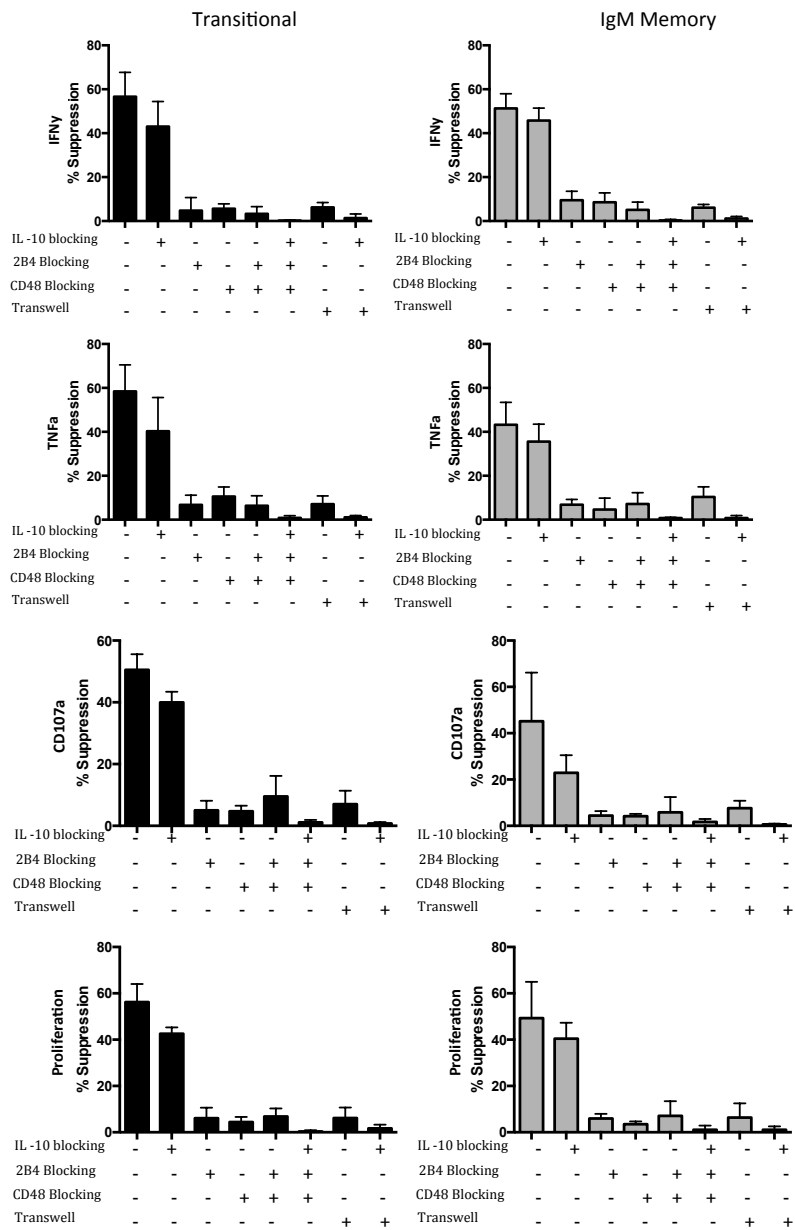 Transitional
IFNy
% Suppression
80
60
40
20
0
IL -10 blocking - + - - - + - +
2B4 Blocking - - + - + + - -
CD48 Blocking - - - + + + - -
Transwell - - - - - - + +
IgM Memory
IFNy
% Suppression
80
60
40
20
0
IL -10 blocking - + - - - + - +
2B4 Blocking - - + - + + - -
CD48 Blocking - - - + + + - -
Transwell - - - - - - + +
TNFa
% Suppression
80
60
40
20
0
IL -10 blocking - + - - - + - +
2B4 Blocking - - + - + + - -
CD48 Blocking - - - + + + - -
Transwell - - - - - - + +
TNFa
% Suppression
80
60
40
20
0
IL -10 blocking - + - - - + - +
2B4 Blocking - - + - + + - -
CD48 Blocking - - - + + + - -
Transwell - - - - - - + +
CD107a
% Suppression
60
40
20
0
IL -10 blocking - + - - - + - +
2B4 Blocking - - + - + + - -
CD48 Blocking - - - + + + - -
Transwell - - - - - - + +
CD107a
% Suppression
80
60
40
20
0
IL -10 blocking - + - - - + - +
2B4 Blocking - - + - + + - -
CD48 Blocking - - - + + + - -
Transwell - - - - - - + +
Proliferation
% Suppression
80
60
40
20
0
IL -10 blocking - + - - - + - +
2B4 Blocking - - + - + + - -
CD48 Blocking - - - + + + - -
Transwell - - - - - - + +
Proliferation
% Suppression
80
60
40
20
0
IL -10 blocking - + - - - + - +
2B4 Blocking - - + - + + - -
CD48 Blocking - - - + + + - -
Transwell - - - - - - + +